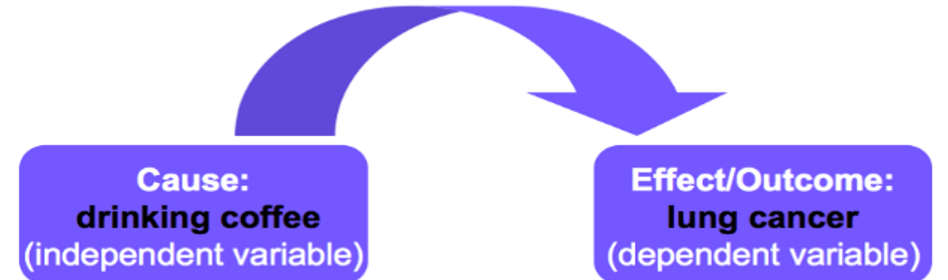 Cause:
drinking coffee
(independent variable)
Effect/Outcome:
lung cancer
(dependent variable)